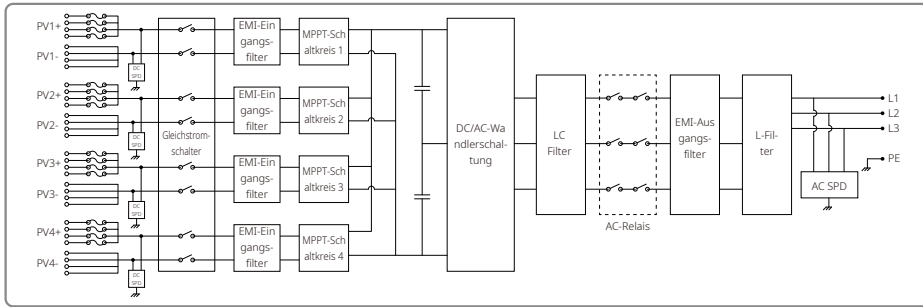 PV1+
PV1-
DC
SPD
EMI-Ein
gangs-
filter
MPPT-Sch
altkreis 1
PV2+
PV2-
DC
SPD
EMI-Ein
gangs-
filter
MPPT-Sch
altkreis 2
Gleichstrom-
schalter
PV3+
PV3-
DC
SPD
EMI-Ein
gangs-
filter
MPPT-Sch
altkreis 3
PV4+
PV4-
DC
SPD
EMI-Ein
gangs-
filter
MPPT-Sch
altkreis 4
DC/AC-Wa
ndlerschal-
tung
LC
Filter
AC-Relais
EMI-Aus
gangs-
filter
L-Fil-
ter
L1
L2
L3
PE
AC SPD